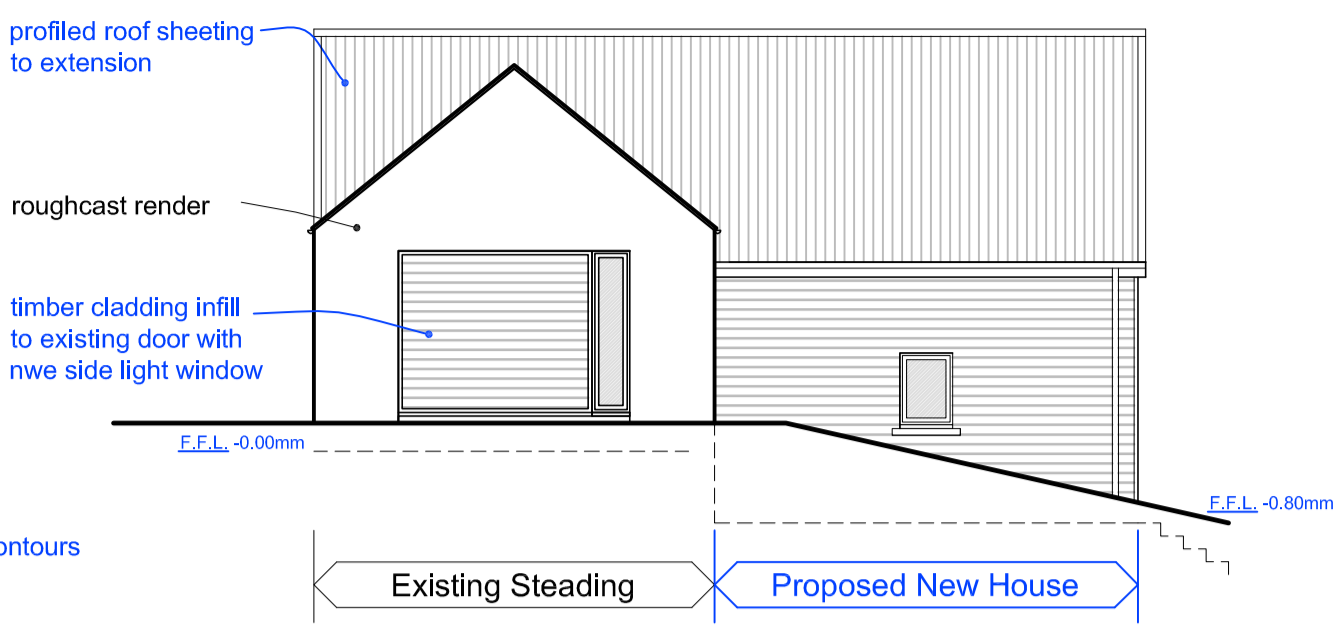 profiled roof sheeting
to extension
roughcast render
timber cladding infill
to existing door with
nwe side light window
F.F.L. -0.00mm
F.F.L. -0.80mm
ontours
Existing Steading
Proposed New House